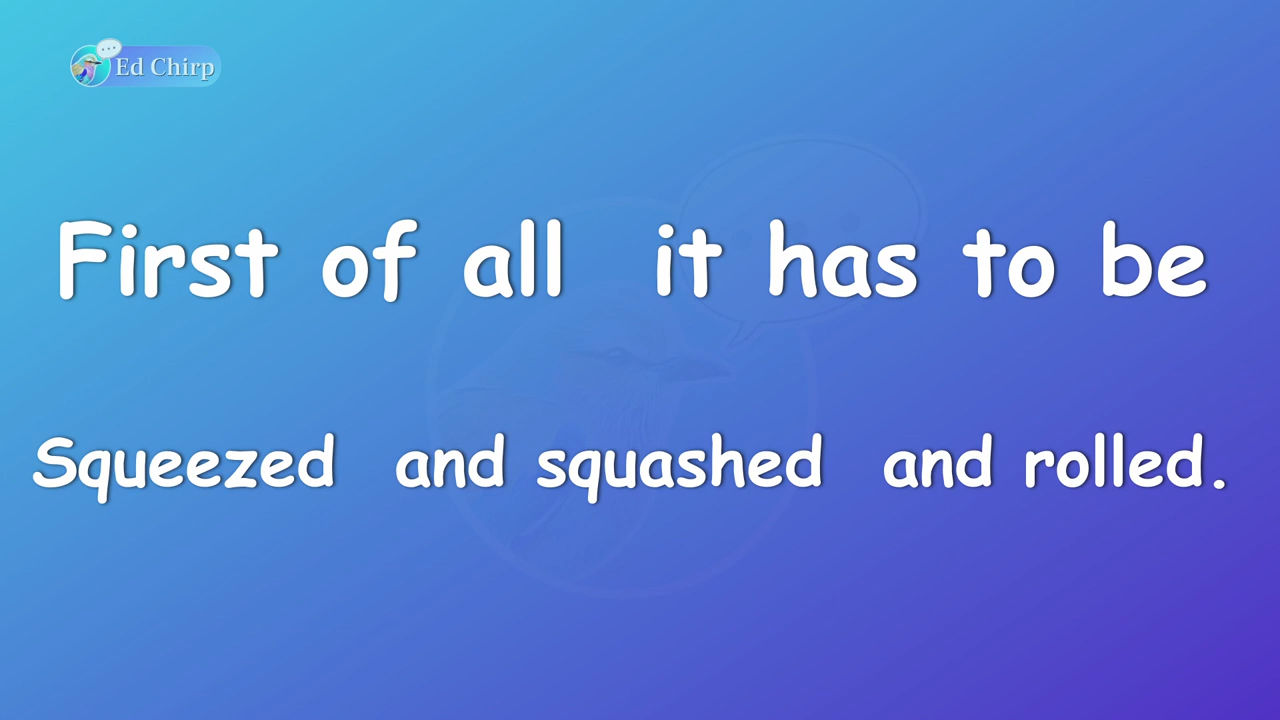 Ed Chirp
First of all it has to be
Squeezed and squashed and rolled.